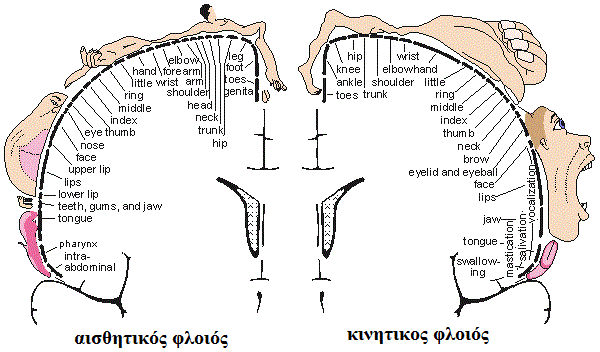 leg
foot
toes
genita
hip
trunk
neck
head
shoulder
arm
elbow
forearm
wrist
hand
little
ring
middle
index
thumb
eye
nose
face
upper lip
lips
lower lip
teeth, gums, and jaw
tongue
pharynx
intra-
abdominal
αισθητικός φλοιός
toes
ankle
knee
hip
trunk
shoulder
elbow
wrist
hand
little
ring
middle
index
thumb
neck
brow
eyelid and eyeball
face
lips
jaw
tongue
swallow-
ing
mastication
salivation
vocalization
κινητικος φλοιός